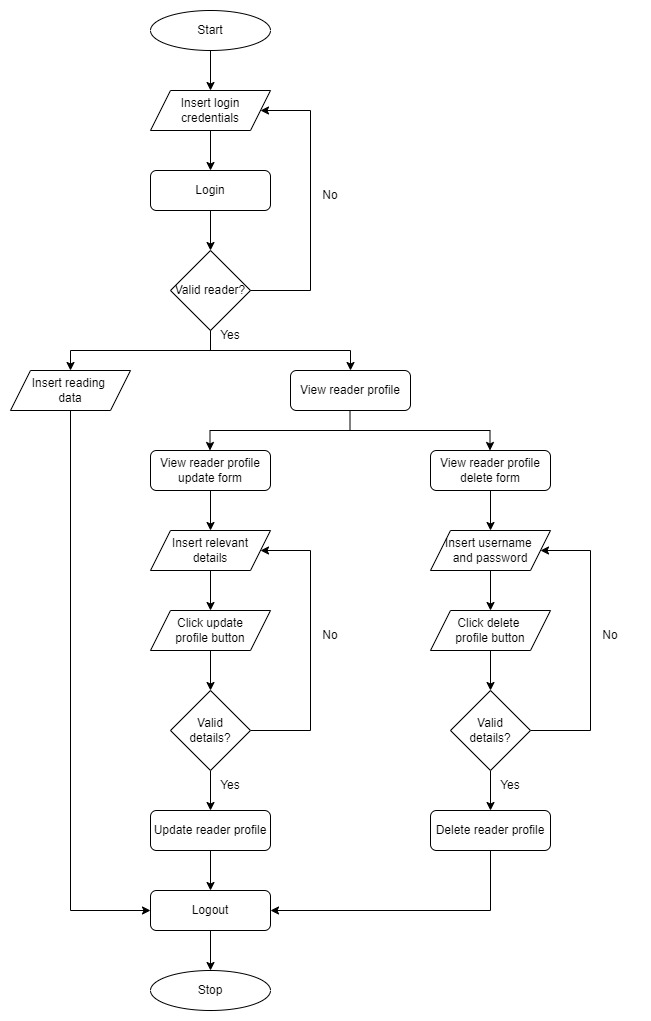 Start
Insert login
credentials
Login
No
Valid reader?
Yes
Insert reading
data
View reader profile
View reader profile
update form
View reader profile
delete form
Insert relevant
details
Insert username
and password
Click update
profile button
No
Click delete
profile button
No
Valid
details?
Valid
details?
Yes
Yes
Update reader profile
Delete reader profile
Logout
Stop